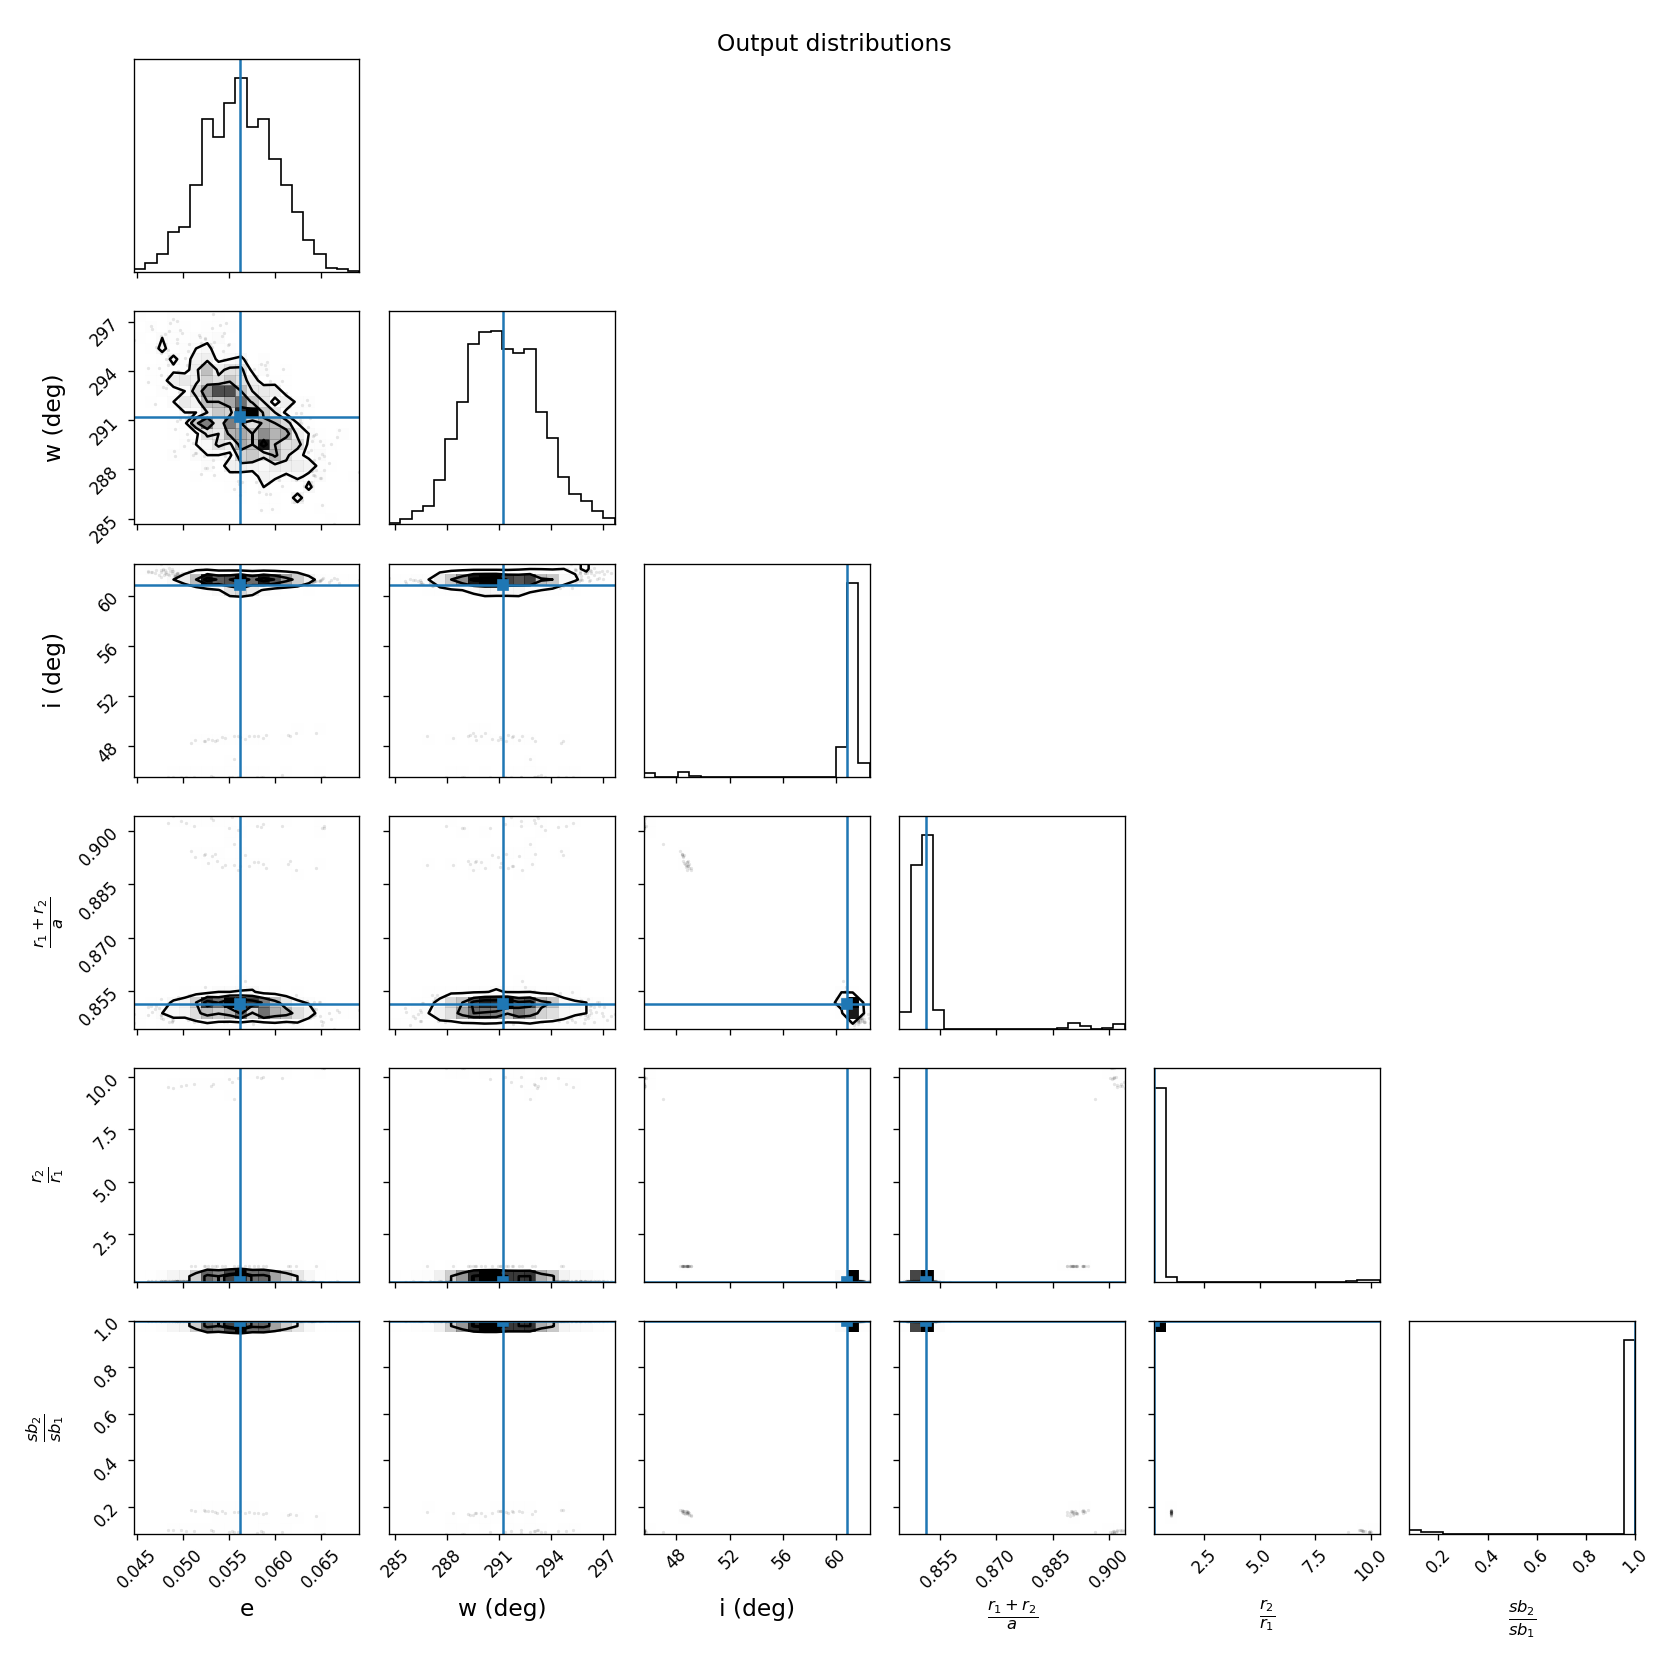 Output distributions
w (deg)
297
294
291
288
285
i (deg)
60
56
52
48
r₁ + r₂
a
0.900
0.885
0.870
0.855
r₂
r₁
10.0
7.5
5.0
2.5
sb₂
sb₁
1.0
0.8
0.6
0.4
0.2
0.045 0.050 0.055 0.060 0.065 285 288 291 294 297 48 52 56 60 0.855 0.870 0.885 0.900 2.5 5.0 7.5 10.0 0.2 0.4 0.6 0.8 1.0
e w (deg) i (deg) r₁ + r₂ r₂ sb₂
a r₁ sb₁